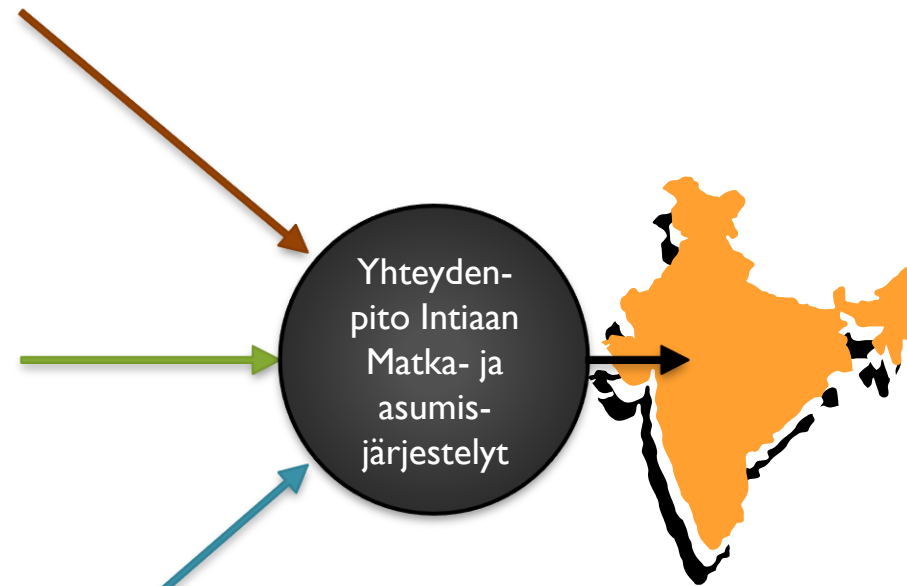 Yhteyden-
pito Intiaan
Matka- ja
asumis-
järjestelyt